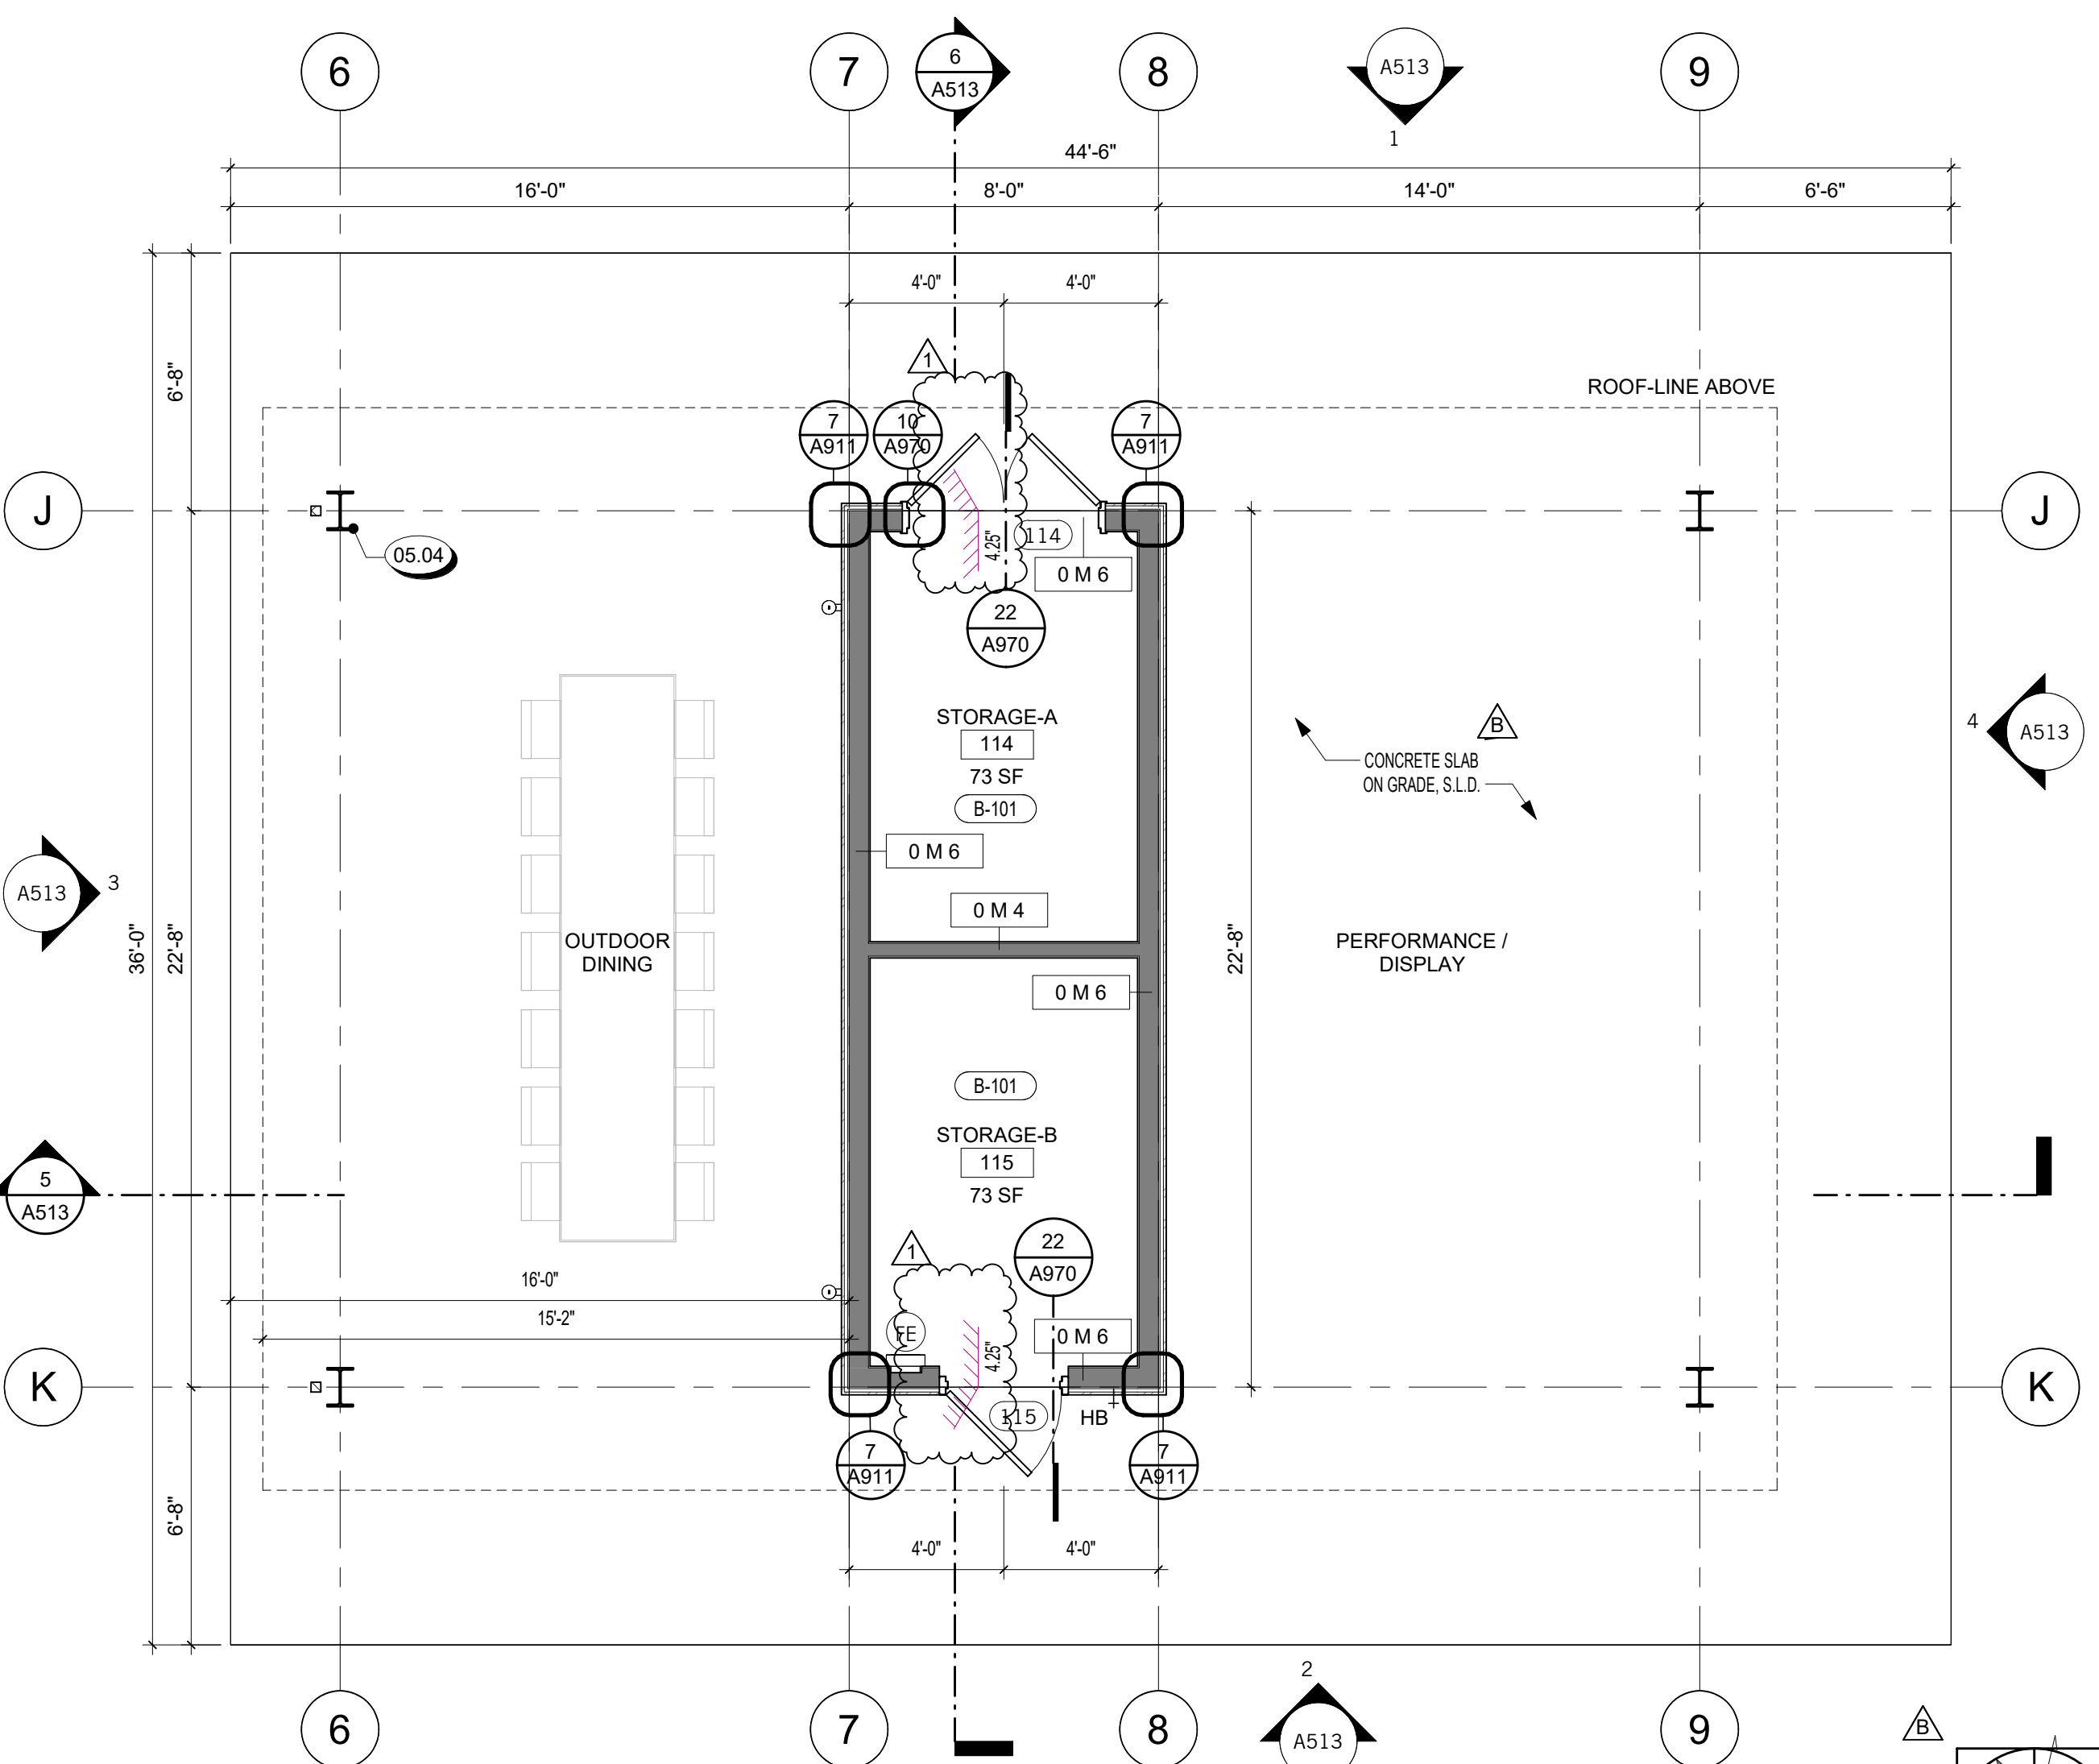 6
7
6
A513
8
A513
1
9
44'-6"
16'-0"
8'-0"
14'-0"
6'-6"
4'-0"
4'-0"
6'-8"
1
ROOF-LINE ABOVE
7
A911
10
A970
7
A911
J
J
05.04
4.25"
114
0 M 6
22
A970
STORAGE-A
114
73 SF
B-101
B
CONCRETE SLAB
ON GRADE, S.L.D.
4
A513
0 M 6
A513
3
0 M 4
36'-0"
22'-8"
OUTDOOR
DINING
22'-8"
PERFORMANCE /
DISPLAY
0 M 6
B-101
STORAGE-B
115
73 SF
5
A513
1
22
A970
16'-0"
15'-2"
FE
4.25"
0 M 6
K
K
115
HB
7
A911
7
A911
6'-8"
4'-0"
4'-0"
2
A513
6
7
8
9
B